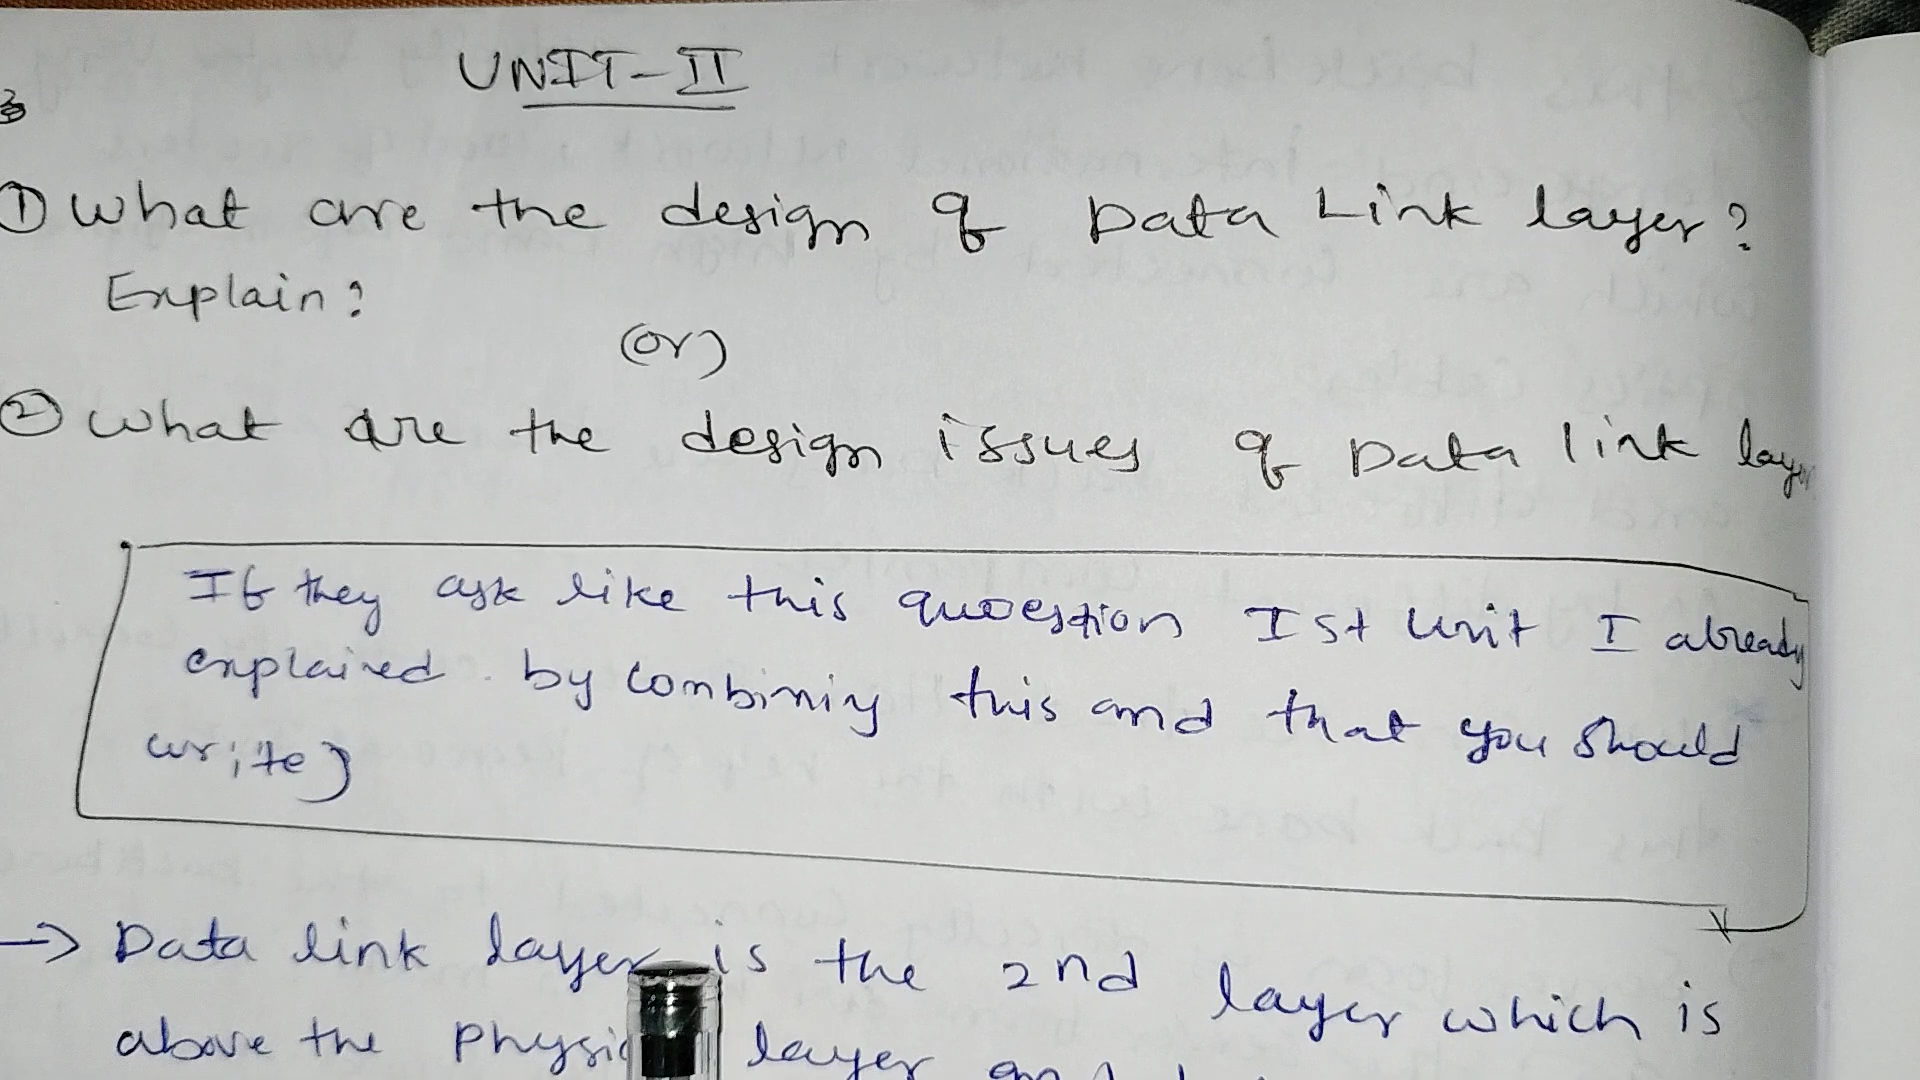 UNIT-II
① What are the design of Data Link layer?
Explain?
(or)
② What are the design issues of Data link
If they ask like this quoestion Ist Unit I already
explained by combining this and that you should
write}
→ Data link layer is the 2nd layer which is
above the layer